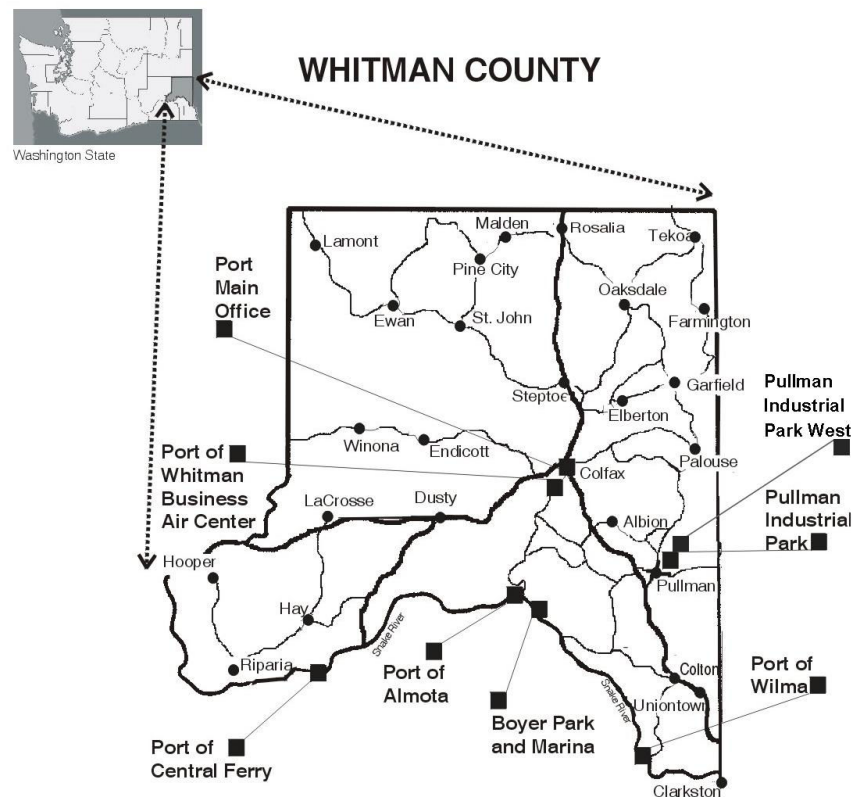 WHITMAN COUNTY
Washington State
Malden
Rosalia
Tekoa
Lamont
Pine City
Port
Main
Office
Oaksdale
Ewan
St. John
Farmington
Steptoe
Garfield
Elberton
Pullman
Industrial
Park West
Port of
Whitman
Business
Air Center
Winona
Endicott
Colfax
Palouse
LaCrosse
Dusty
Albion
Pullman
Industrial
Park
Hooper
Pullman
Hay
Snake River
Riparia
Port of
Almota
Colton
Port of
Wilma
Snake River
Uniontown
Boyer Park
and Marina
Port of
Central Ferry
Clarkston